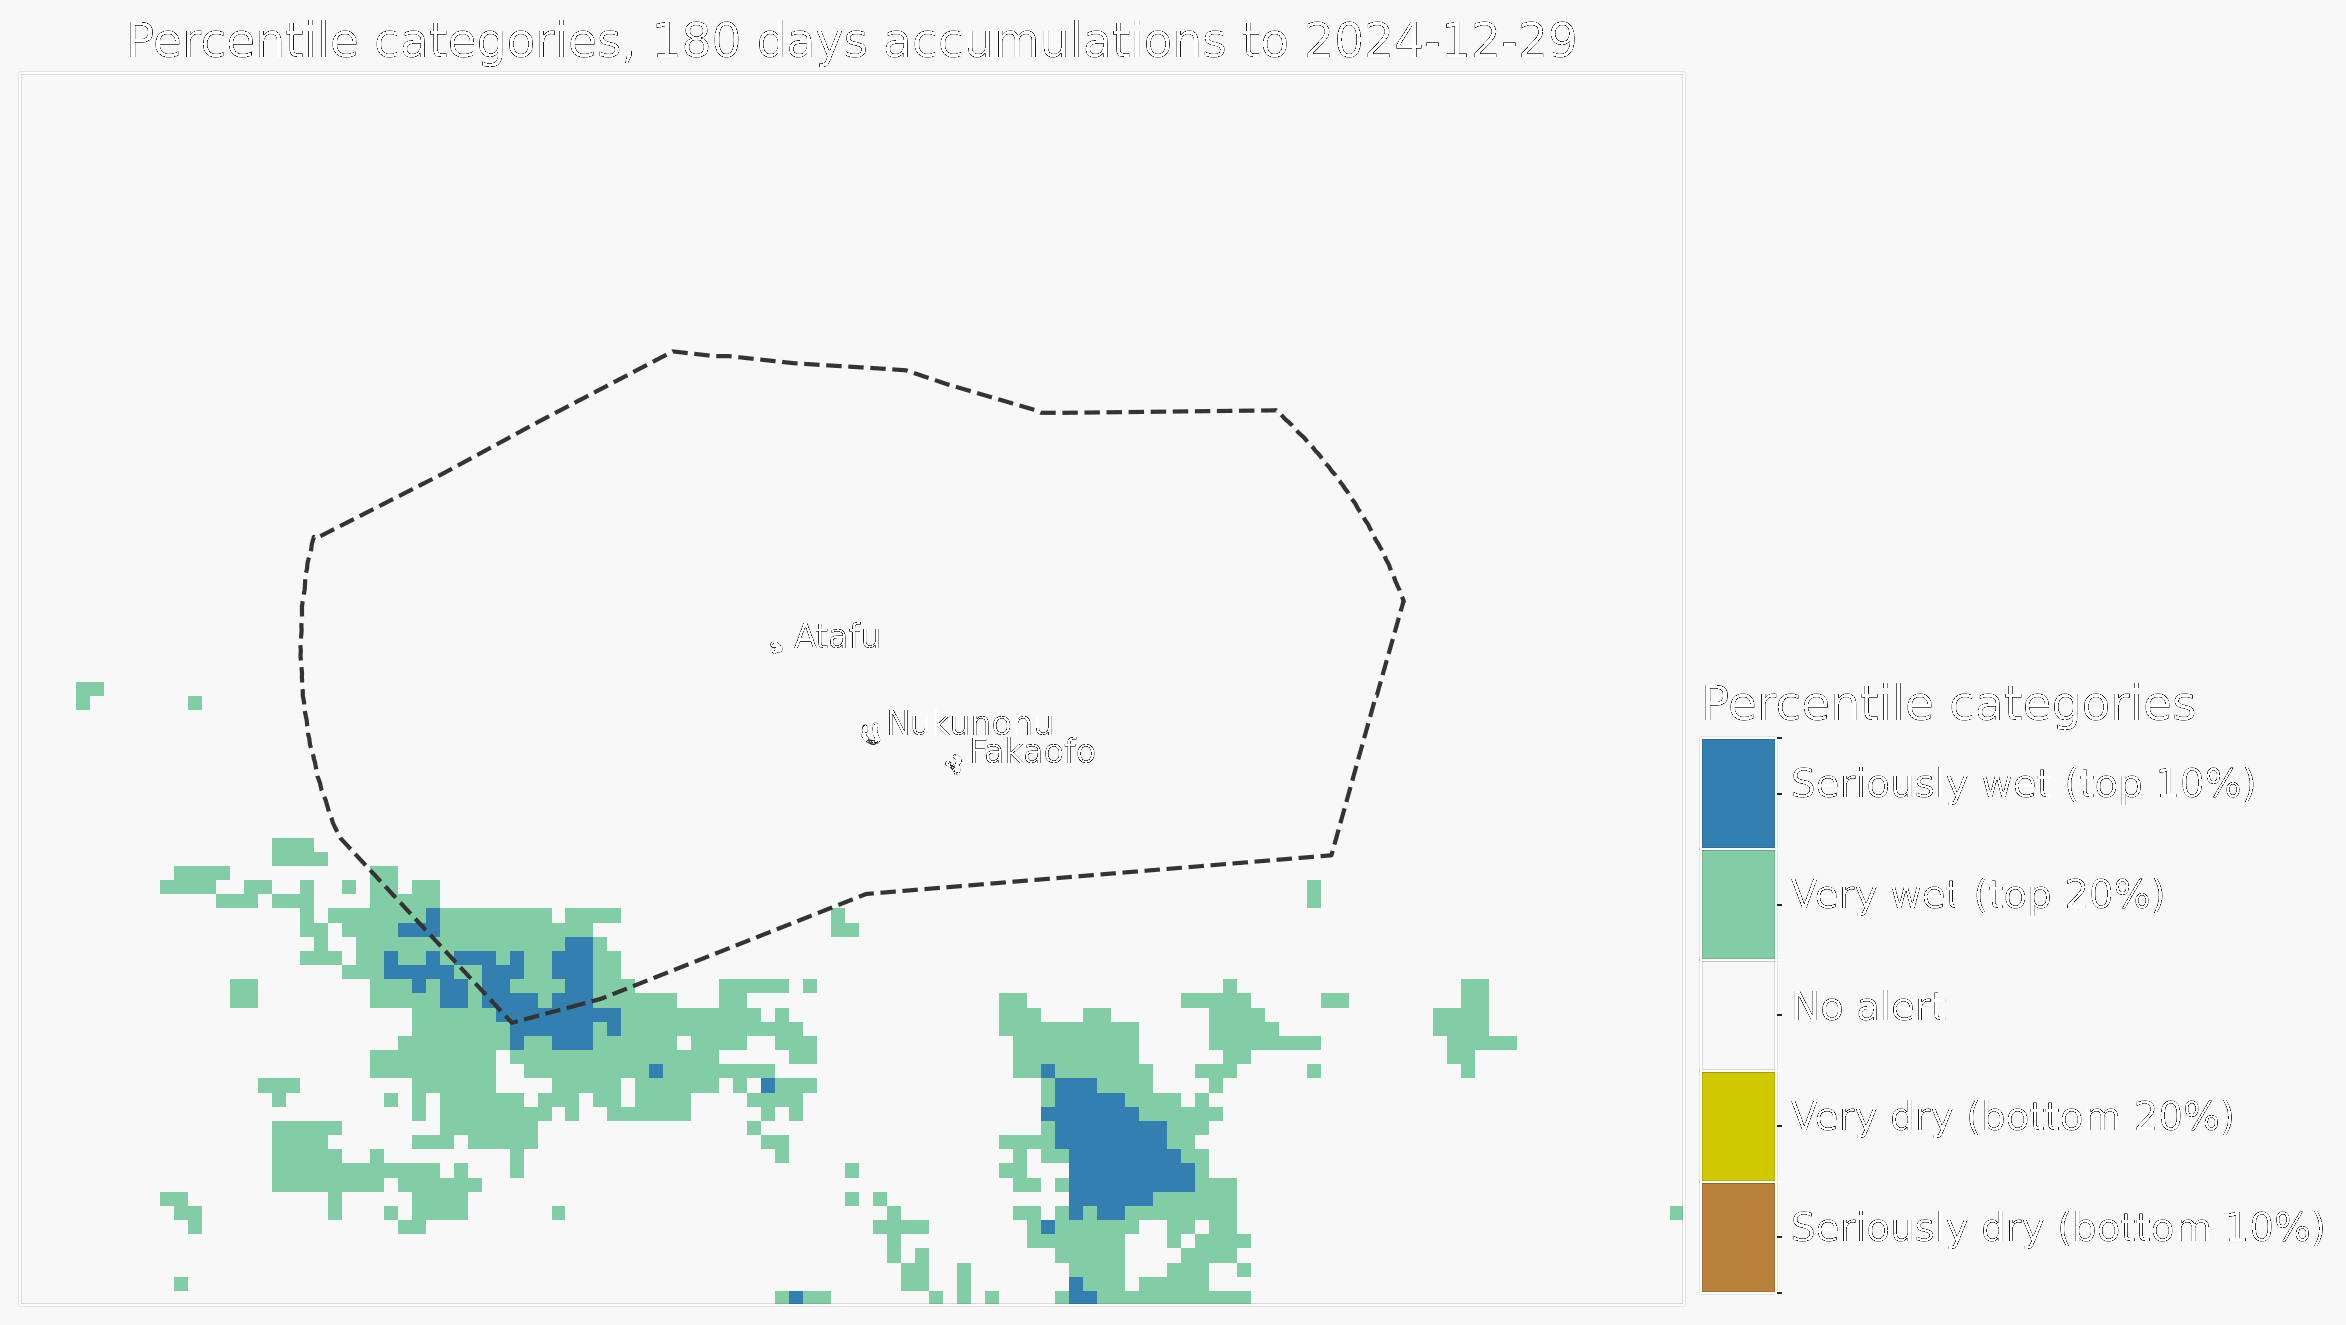 Percentile categories, 180 days accumulations to 2024-12-29
Atafu
Nukunonu
Fakaofo
Percentile categories
Seriously wet (top 10%)
Very wet (top 20%)
No alert
Very dry (bottom 20%)
Seriously dry (bottom 10%)